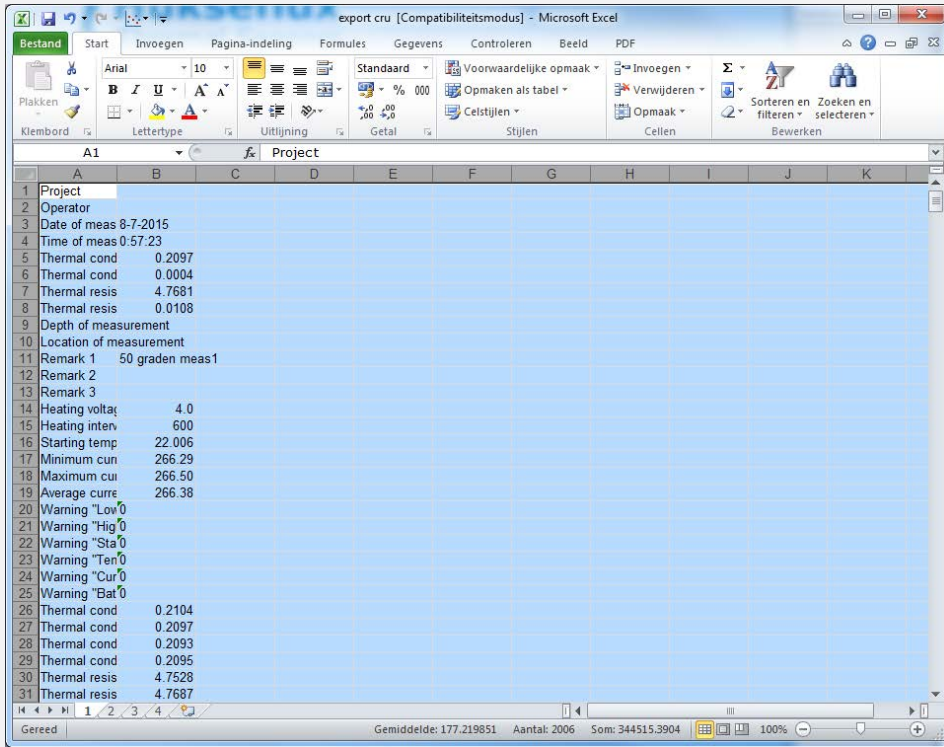 export cru [Compatibiliteitsmodus] - Microsoft Excel
Bestand Start Invoegen Pagina-indeling Formules Gegevens Controleren Beeld PDF
Plakken
Arial 10
B I U A A A
Standaard
% 000
Voorwaardelijke opmaak
Opmaken als tabel
Celstijlen
Invoegen
Verwijderen
Opmaak
Σ
Sorteren en filteren
Zoeken en selecteren
Klembord Lettertype Uitlijning Getal Stijlen Cellen Bewerken
A1 fx Project
A B C D E F G H I J K
1 Project
2 Operator
3 Date of meas 8-7-2015
4 Time of meas 0:57:23
5 Thermal cond 0.2097
6 Thermal cond 0.0004
7 Thermal resis 4.7681
8 Thermal resis 0.0108
9 Depth of measurement
10 Location of measurement
11 Remark 1 50 graden meas1
12 Remark 2
13 Remark 3
14 Heating voltag 4.0
15 Heating interv 600
16 Starting temp 22.006
17 Minimum curr 266.29
18 Maximum cur 266.50
19 Average curre 266.38
20 Warning "Low 0
21 Warning "Hig 0
22 Warning "Sta 0
23 Warning "Tem 0
24 Warning "Cur 0
25 Warning "Bat 0
26 Thermal cond 0.2104
27 Thermal cond 0.2097
28 Thermal cond 0.2093
29 Thermal cond 0.2095
30 Thermal resis 4.7528
31 Thermal resis 4.7687
1 2 3 4
Gereed Gemiddelde: 177.219851 Aantal: 2006 Som: 344515.3904 100%